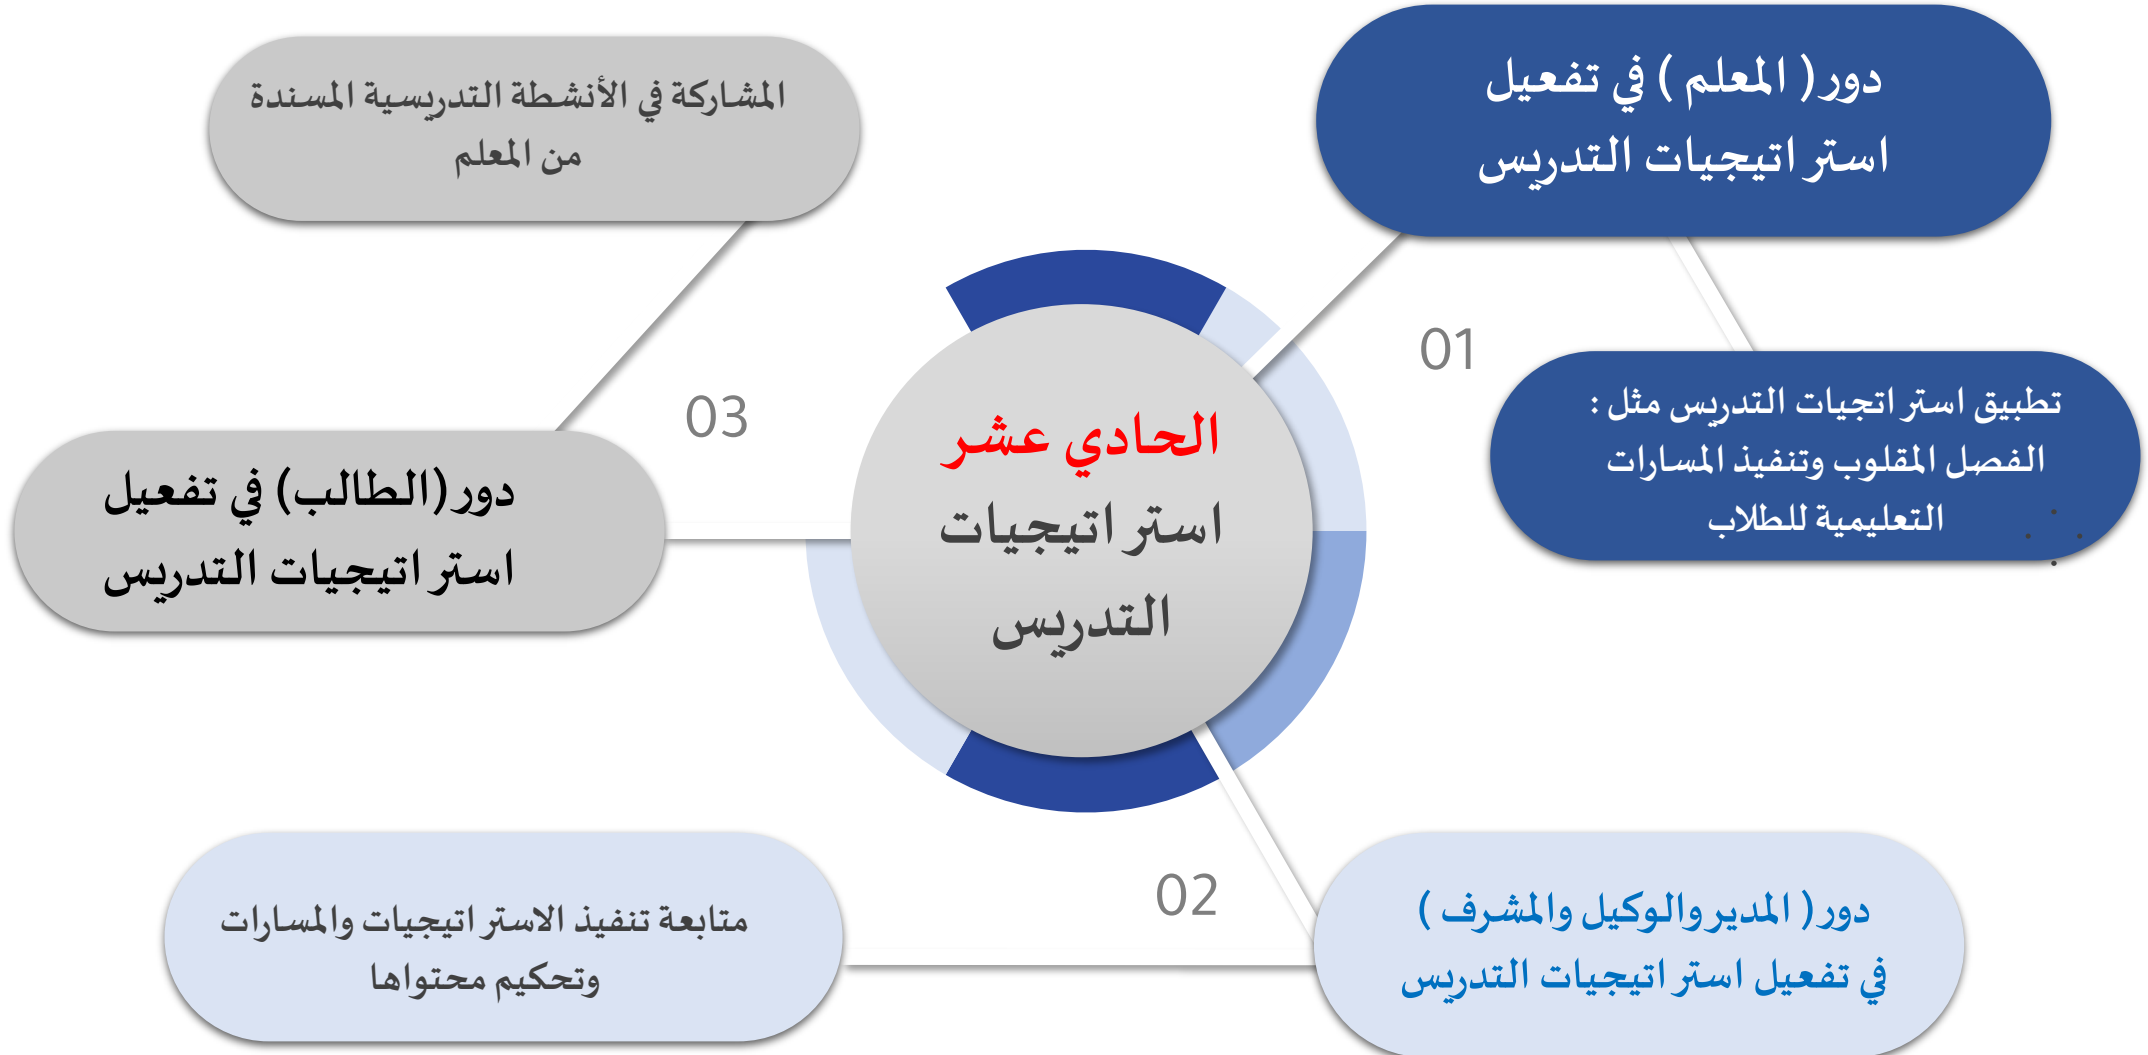 الحادي عشر
استراتيجيات
التدريس
01
دور( المعلم ) في تفعيل
استراتيجيات التدريس
تطبيق استراتجيات التدريس مثل :
الفصل المقلوب وتنفيذ المسارات
التعليمية للطلاب
02
دور( المدير والوكيل والمشرف )
في تفعيل استراتيجيات التدريس
متابعة تنفيذ الاستراتيجيات والمسارات
وتحكيم محتواها
03
دور(الطالب) في تفعيل
استراتيجيات التدريس
المشاركة في الأنشطة التدريسية المسندة
من المعلم